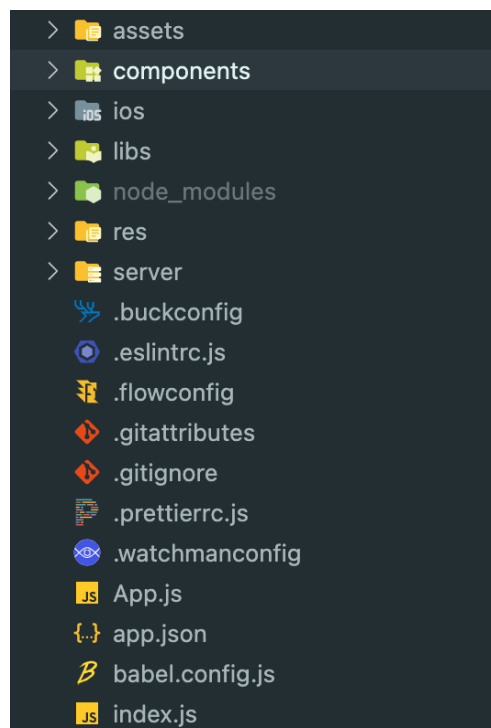 assets
components
ios
libs
node_modules
res
server
.buckconfig
.eslintrc.js
.flowconfig
.gitattributes
.gitignore
.prettierrc.js
.watchmanconfig
App.js
app.json
babel.config.js
index.js